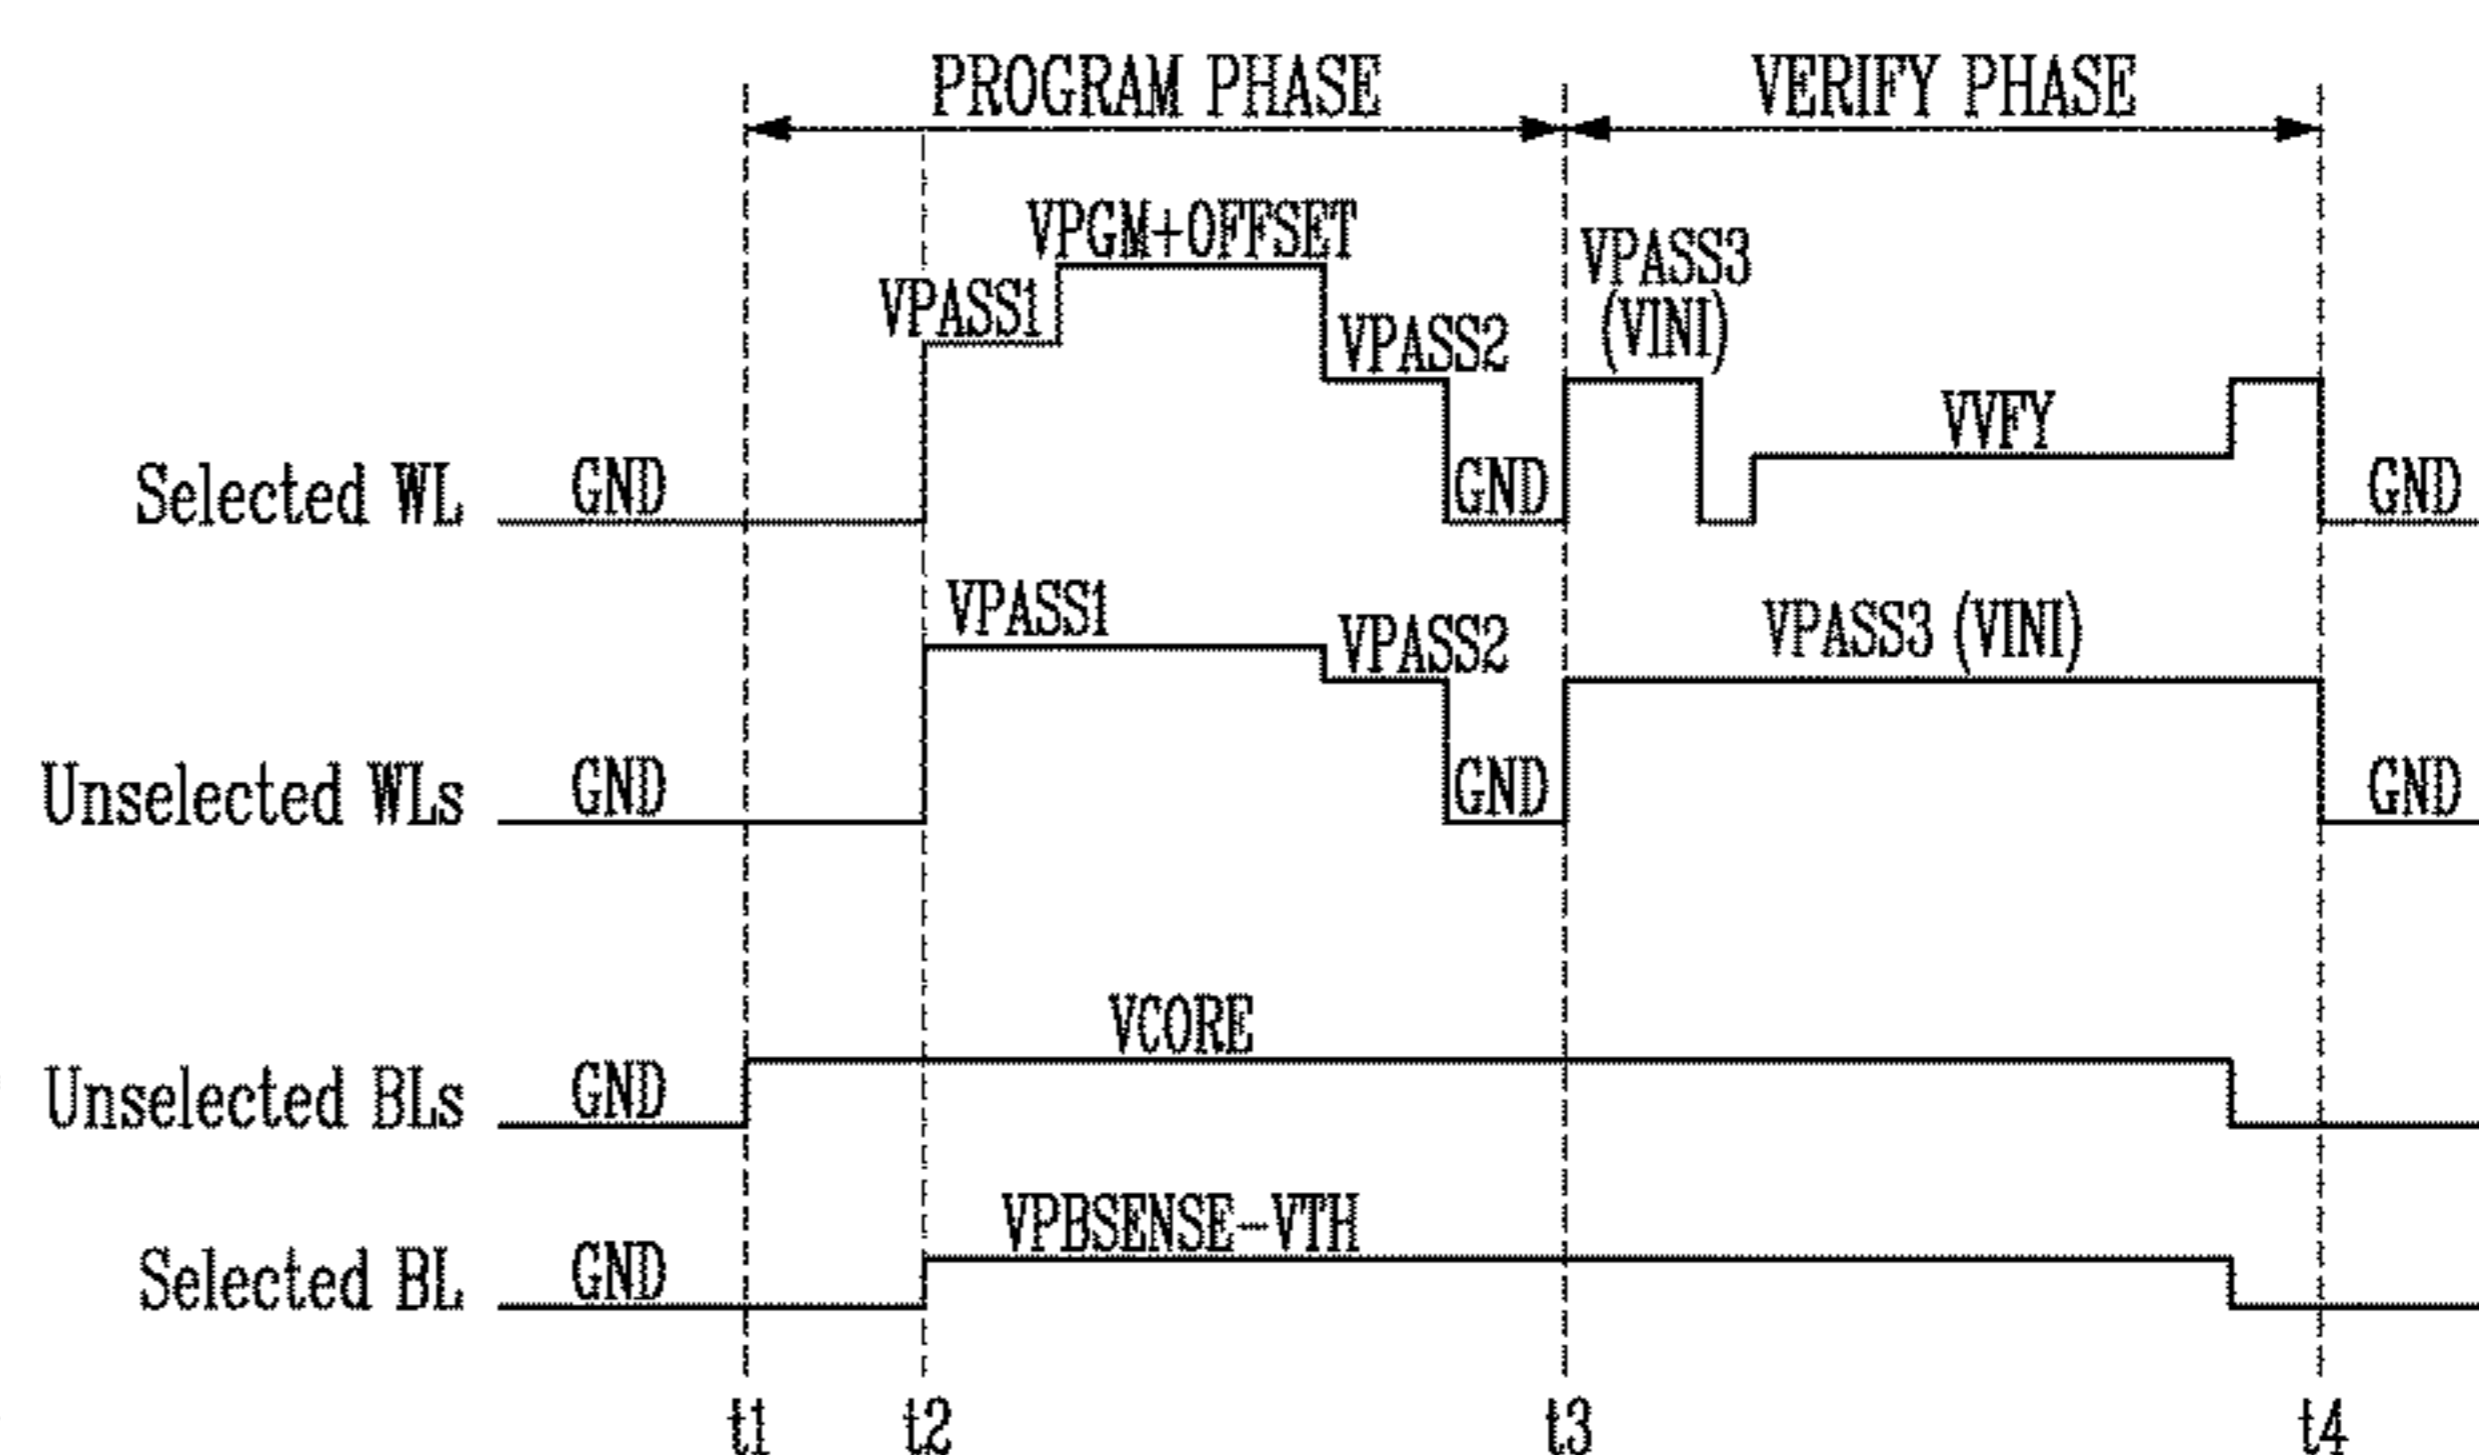 PROGRAM PHASE VERIFY PHASE
VPGM+OFFSET
VPASS3
VPASS1
(VINI)
VPASS2
VVFY
Selected WL GND GND GND
VPASS1
VPASS2
VPASS3 (VINI)
Unselected WLs GND GND GND
VCORE
Unselected BLs GND
VPBSENSE-VTH
Selected BL GND
t1 t2 t3 t4